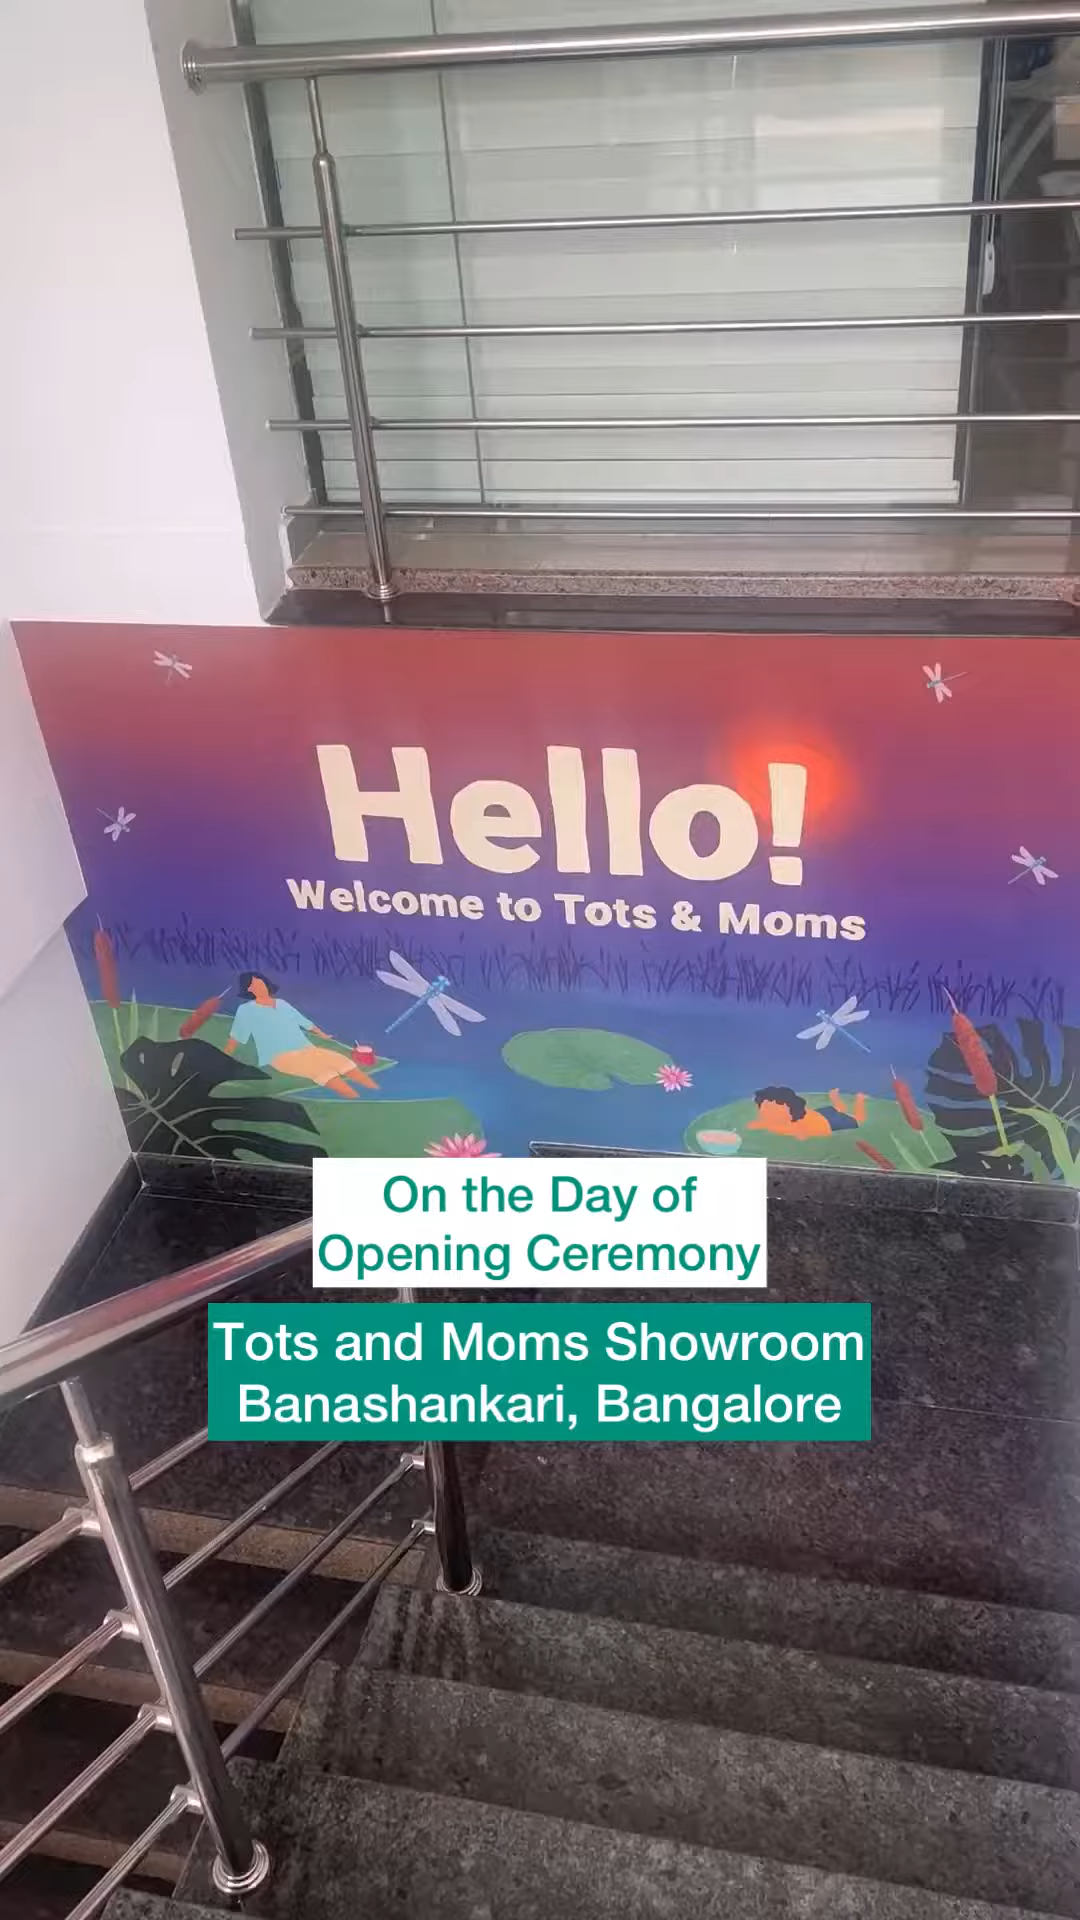 Hello!
Welcome to Tots & Moms
On the Day of
Opening Ceremony
Tots and Moms Showroom
Banashankari, Bangalore